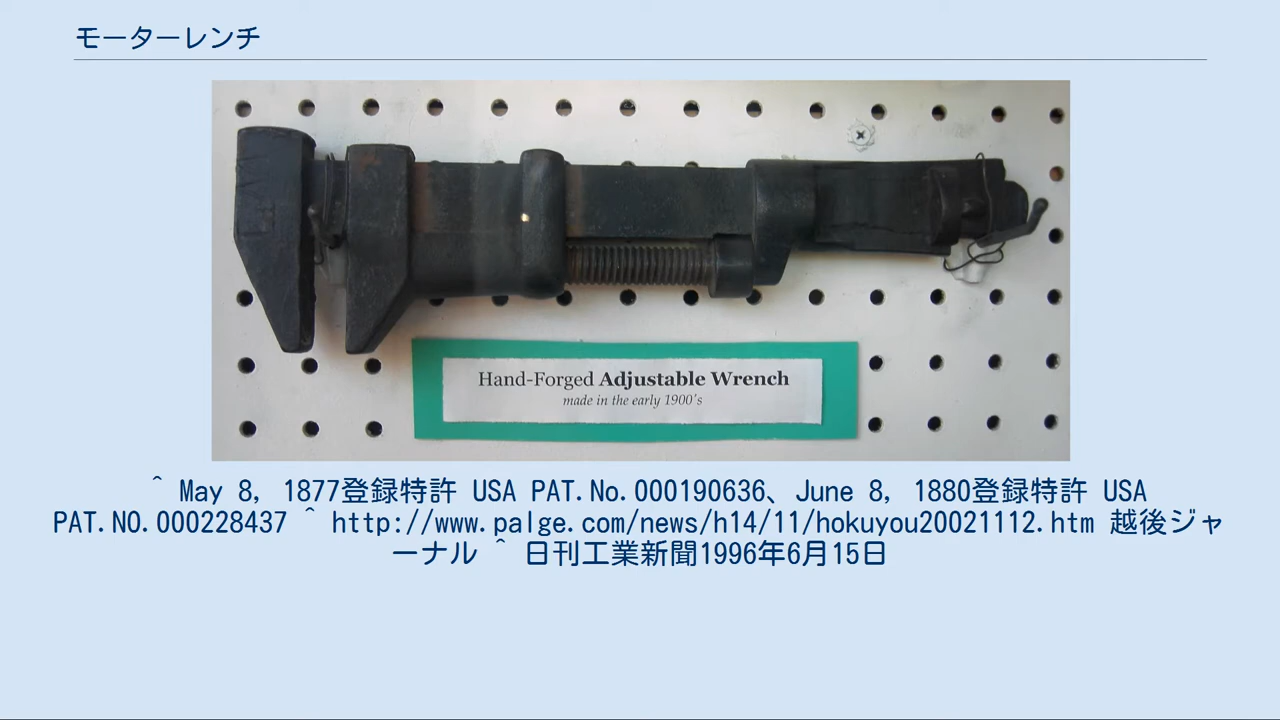 モーターレンチ
Hand-Forged Adjustable Wrench
made in the early 1900's
^ May 8, 1877登録特許 USA PAT.No.000190636、June 8, 1880登録特許 USA
PAT.NO.000228437 ^ http://www.palge.com/news/h14/11/hokuyou20021112.htm 越後ジャ
ーナル ^ 日刊工業新聞1996年6月15日